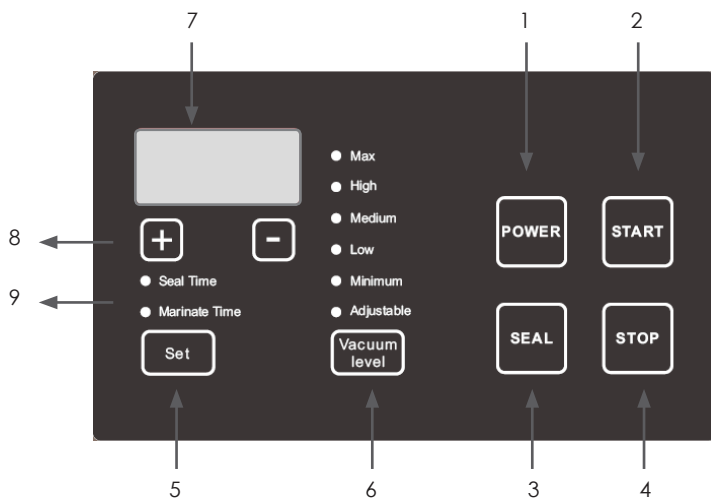 7
1
2
Max
High
Medium
Low
Minimum
Adjustable
Vacuum
level
8
+
-
9
Seal Time
Marinate Time
Set
POWER
START
SEAL
STOP
5
6
3
4